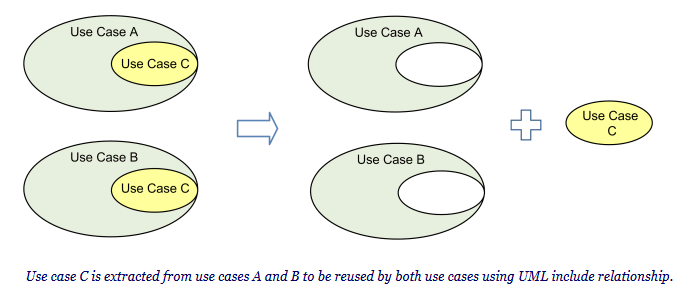 Use Case A
Use Case C
Use Case A
Use Case
C
Use Case B
Use Case C
Use Case B
Use case C is extracted from use cases A and B to be reused by both use cases using UML include relationship.